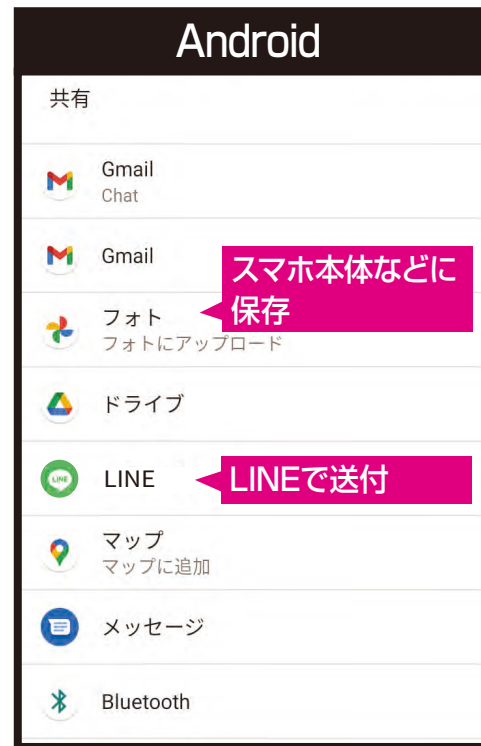 Android
共有
Gmail
Chat
Gmail
スマホ本体などに
保存
フォト
フォトにアップロード
ドライブ
LINE
LINE
LINEで送付
マップ
マップに追加
メッセージ
Bluetooth